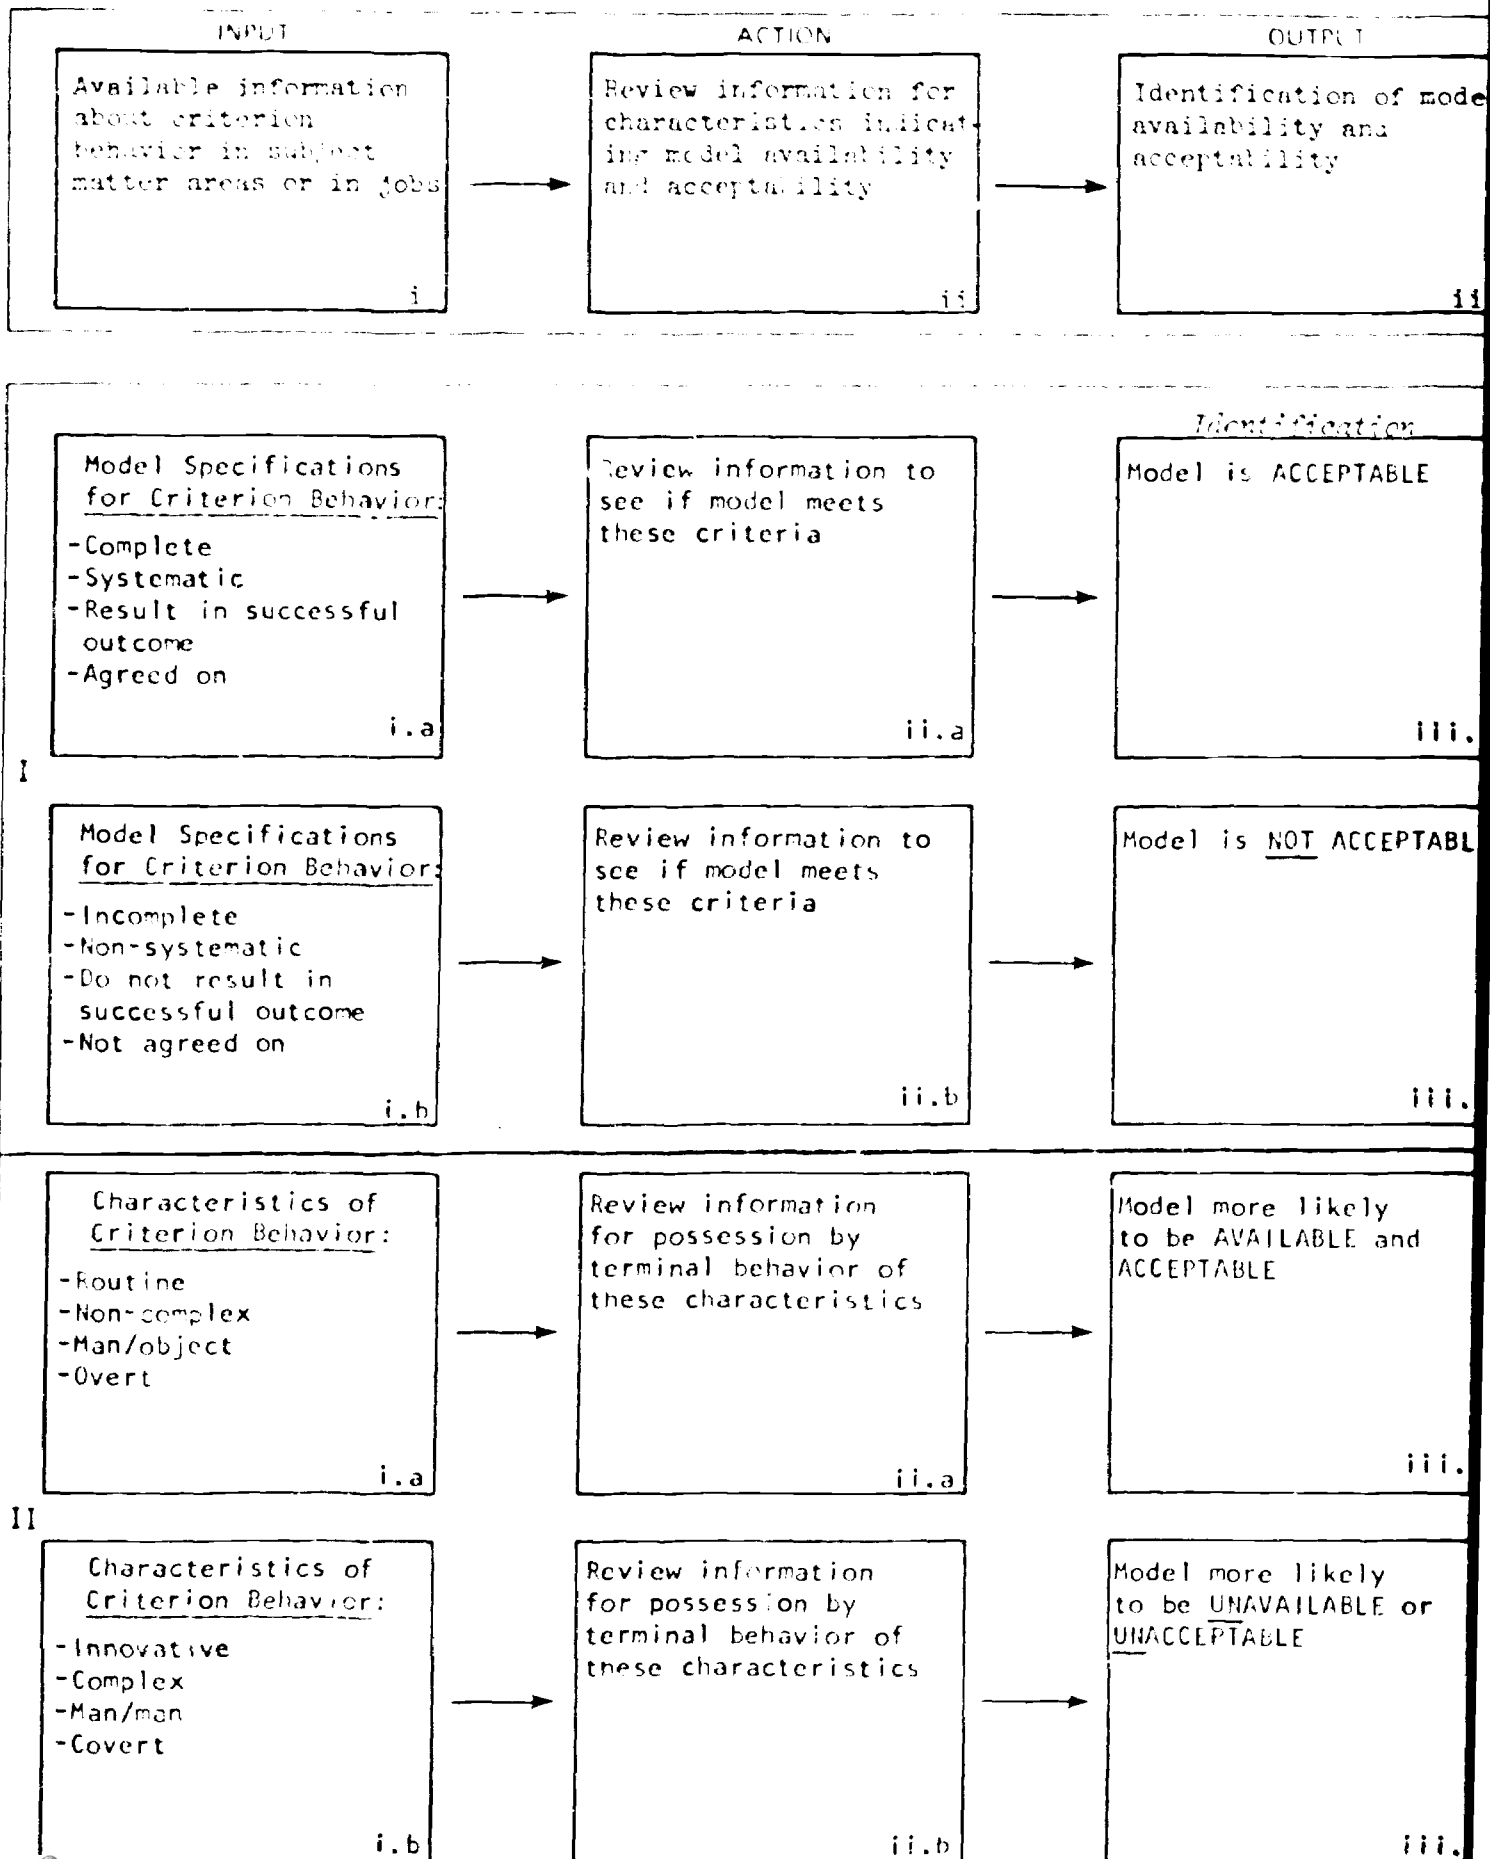 INPUT
ACTION
OUTPUT
Available information
about criterion
behavior in subject
matter areas or in jobs
i
Review information for
characteristics indicat-
ing model availability
and acceptability
ii
Identification of mode
availability and
acceptability
ii
Identification
Model Specifications
for Criterion Behavior:
-Complete
-Systematic
-Result in successful
outcome
-Agreed on
i.a
Review information to
see if model meets
these criteria
ii.a
Model is ACCEPTABLE
iii.
I
Model Specifications
for Criterion Behavior:
-Incomplete
-Non-systematic
-Do not result in
successful outcome
-Not agreed on
i.b
Review information to
see if model meets
these criteria
ii.b
Model is NOT ACCEPTABL
iii.
Characteristics of
Criterion Behavior:
-Routine
-Non-complex
-Man/object
-Overt
i.a
Review information
for possession by
terminal behavior of
these characteristics
ii.a
Model more likely
to be AVAILABLE and
ACCEPTABLE
iii.
II
Characteristics of
Criterion Behavior:
-Innovative
-Complex
-Man/man
-Covert
i.b
Review information
for possession by
terminal behavior of
these characteristics
ii.b
Model more likely
to be UNAVAILABLE or
UNACCEPTABLE
iii.